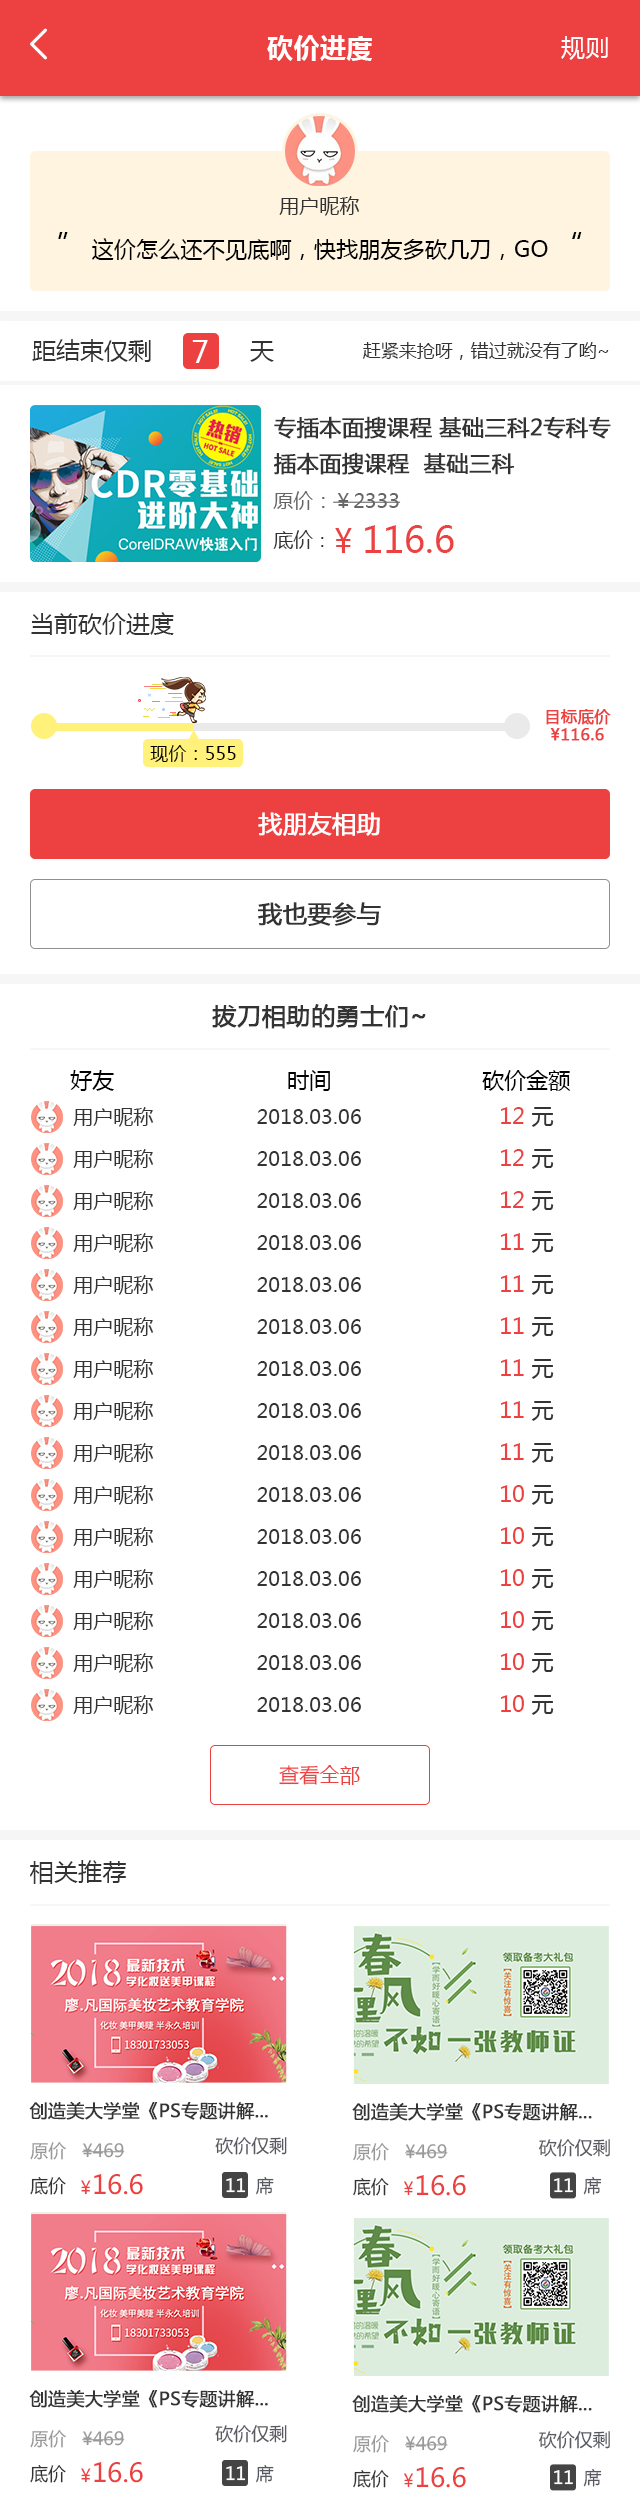 砍价进度 规则
用户昵称
” 这价怎么还不见底啊，快找朋友多砍几刀，GO “
距结束仅剩 7 天 赶紧来抢呀，错过就没有了哟~
热销
HOT SALE
CDR零基础
进阶大神
CorelDRAW快速入门
专插本面搜课程 基础三科2专科专
插本面搜课程 基础三科
原价：¥2333
底价：¥ 116.6
当前砍价进度
目标底价
¥116.6
现价：555
找朋友相助
我也要参与
拔刀相助的勇士们~
好友 时间 砍价金额
用户昵称 2018.03.06 12 元
用户昵称 2018.03.06 12 元
用户昵称 2018.03.06 12 元
用户昵称 2018.03.06 11 元
用户昵称 2018.03.06 11 元
用户昵称 2018.03.06 11 元
用户昵称 2018.03.06 11 元
用户昵称 2018.03.06 11 元
用户昵称 2018.03.06 11 元
用户昵称 2018.03.06 10 元
用户昵称 2018.03.06 10 元
用户昵称 2018.03.06 10 元
用户昵称 2018.03.06 10 元
用户昵称 2018.03.06 10 元
用户昵称 2018.03.06 10 元
查看全部
相关推荐
2018 最新技术
学化妆送美甲课程
廖.凡国际美妆艺术教育学院
化妆 美甲美睫 半永久培训
18301733053
创造美大学堂《PS专题讲解...
原价 ¥469 砍价仅剩
底价 ¥16.6 11 席
春风
【学而好暖心寄语】
领取备考大礼包
【关注有惊喜】
不如一张教师证
创造美大学堂《PS专题讲解...
原价 ¥469 砍价仅剩
底价 ¥16.6 11 席
2018 最新技术
学化妆送美甲课程
廖.凡国际美妆艺术教育学院
化妆 美甲美睫 半永久培训
18301733053
创造美大学堂《PS专题讲解...
原价 ¥469 砍价仅剩
底价 ¥16.6 11 席
春风
【学而好暖心寄语】
领取备考大礼包
【关注有惊喜】
不如一张教师证
创造美大学堂《PS专题讲解...
原价 ¥469 砍价仅剩
底价 ¥16.6 11 席